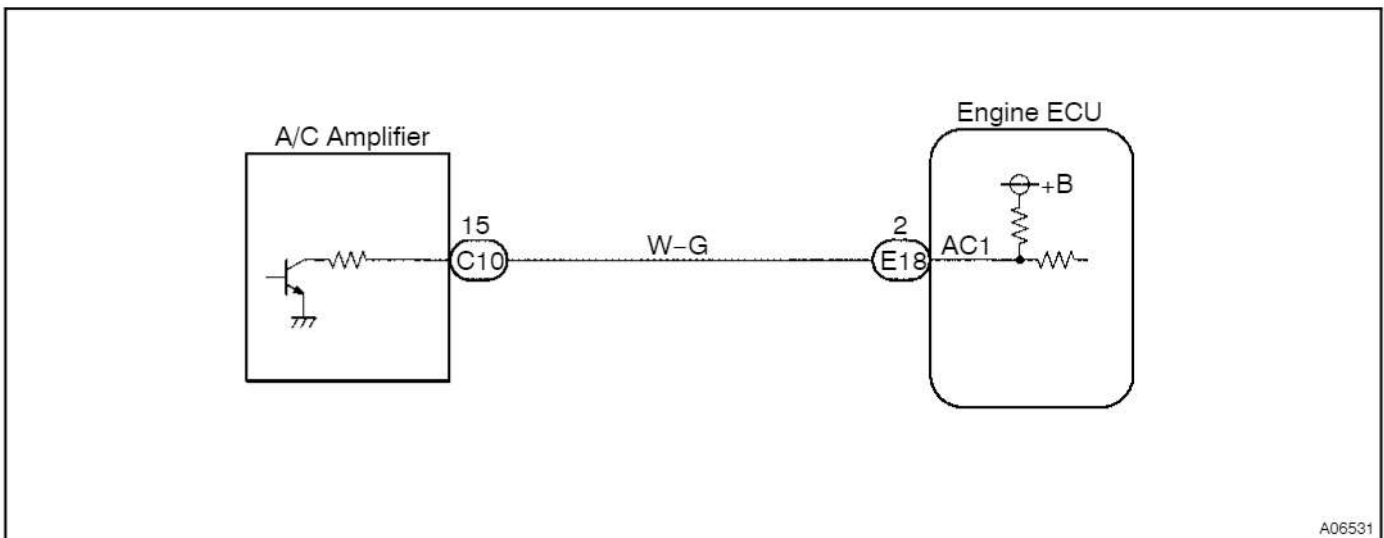 Engine ECU
A/C Amplifier
+B
15
2
W–G
AC1
C10
E18
A06531